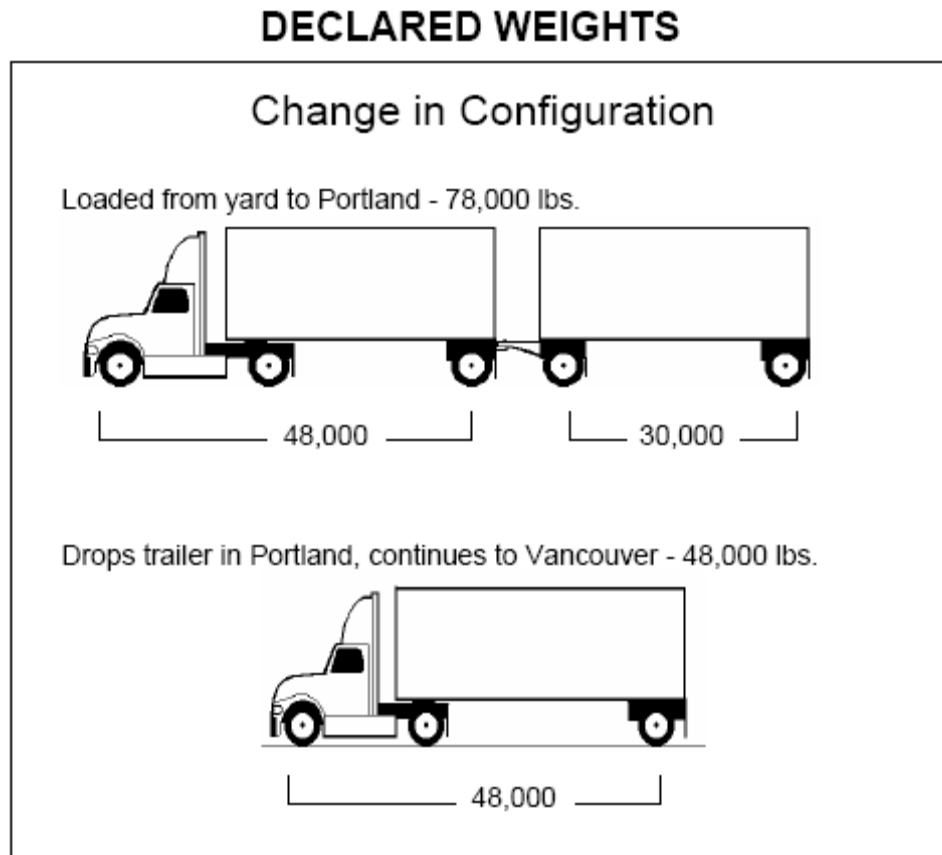 DECLARED WEIGHTS
Change in Configuration
Loaded from yard to Portland - 78,000 lbs.
48,000
30,000
Drops trailer in Portland, continues to Vancouver - 48,000 lbs.
48,000